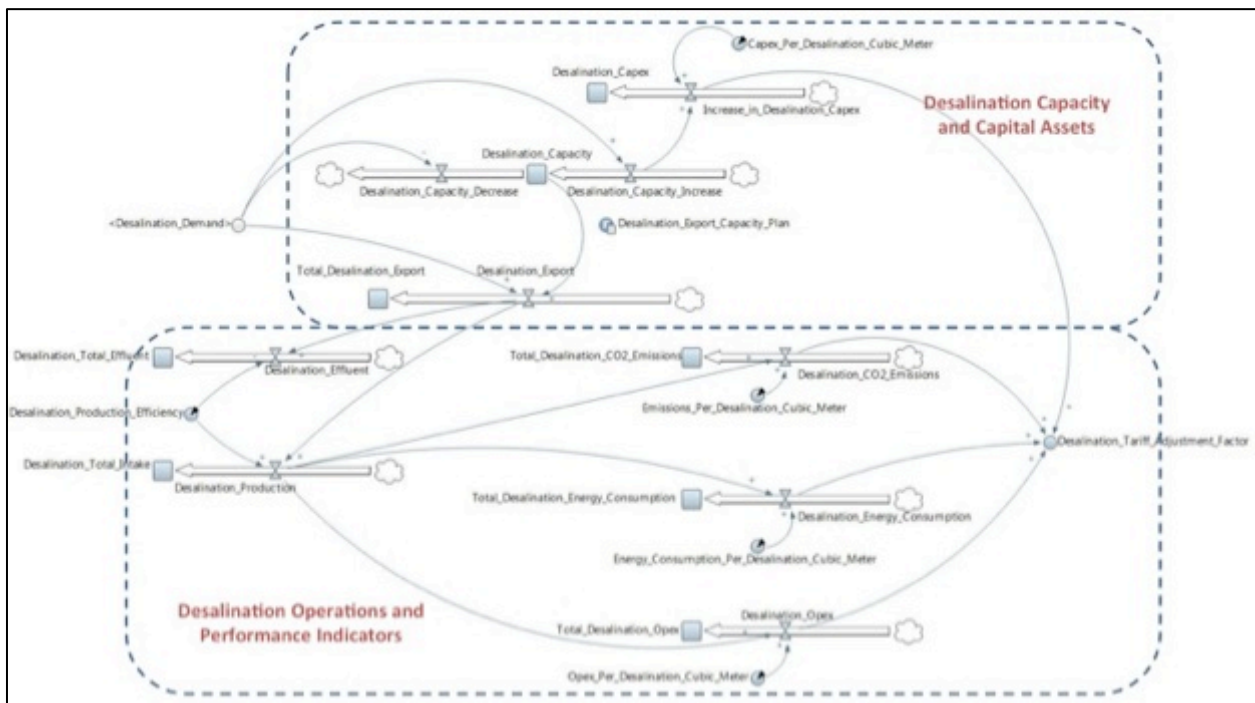 Capex_Per_Desalination_Cubic_Meter
Desalination_Capex
Increase_in_Desalination_Capex
Desalination Capacity
and Capital Assets
Desalination_Capacity
Desalination_Capacity_Decrease
Desalination_Capacity_Increase
<Desalination_Demand>
Desalination_Export_Capacity_Plan
Total_Desalination_Export
Desalination_Export
Desalination_Total_Effluent
Desalination_Effluent
Total_Desalination_CO2_Emissions
Desalination_CO2_Emissions
Desalination_Production_Efficiency
Emissions_Per_Desalination_Cubic_Meter
Desalination_Tariff_Adjustment_Factor
Desalination_Total_Intake
Desalination_Production
Total_Desalination_Energy_Consumption
Desalination_Energy_Consumption
Energy_Consumption_Per_Desalination_Cubic_Meter
Desalination Operations and
Performance Indicators
Desalination_Opex
Total_Desalination_Opex
Opex_Per_Desalination_Cubic_Meter